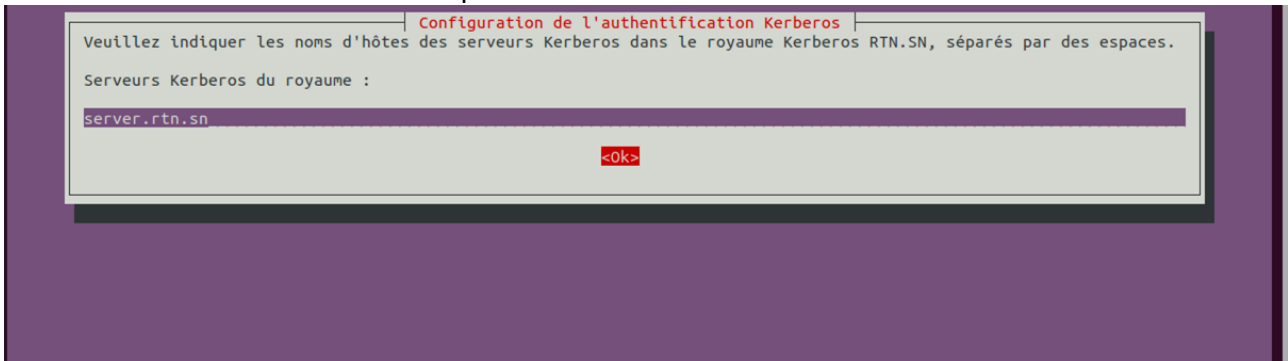 Configuration de l'authentification Kerberos
Veuillez indiquer les noms d'hôtes des serveurs Kerberos dans le royaume Kerberos RTN.SN, séparés par des espaces.
Serveurs Kerberos du royaume :
server.rtn.sn
<Ok>